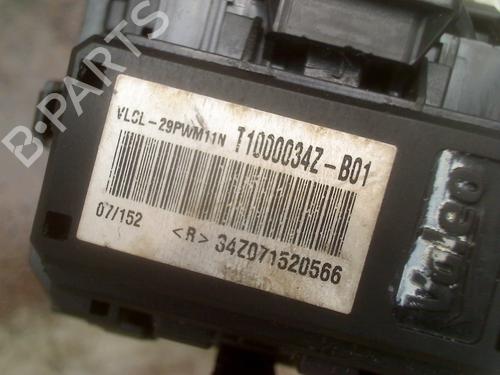 B-PARTS
VLCL-29PWM11N T1000034Z-B01
07/152
<R> 34Z071520566
Valeo